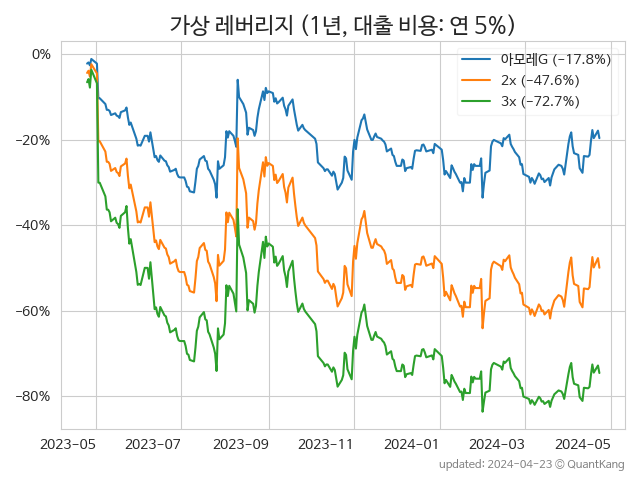 가상 레버리지 (1년, 대출 비용: 연 5%)
아모레G (−17.8%)
2x (−47.6%)
3x (−72.7%)
0%
−20%
−40%
−60%
−80%
2023-05
2023-07
2023-09
2023-11
2024-01
2024-03
2024-05
updated: 2024-04-23 © QuantKang